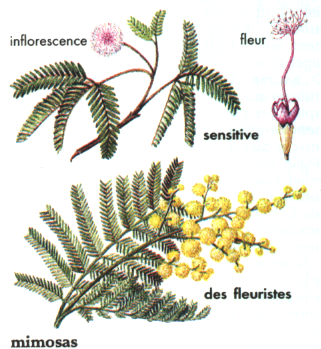 inflorescence
fleur
sensitive
des fleuristes
mimosas